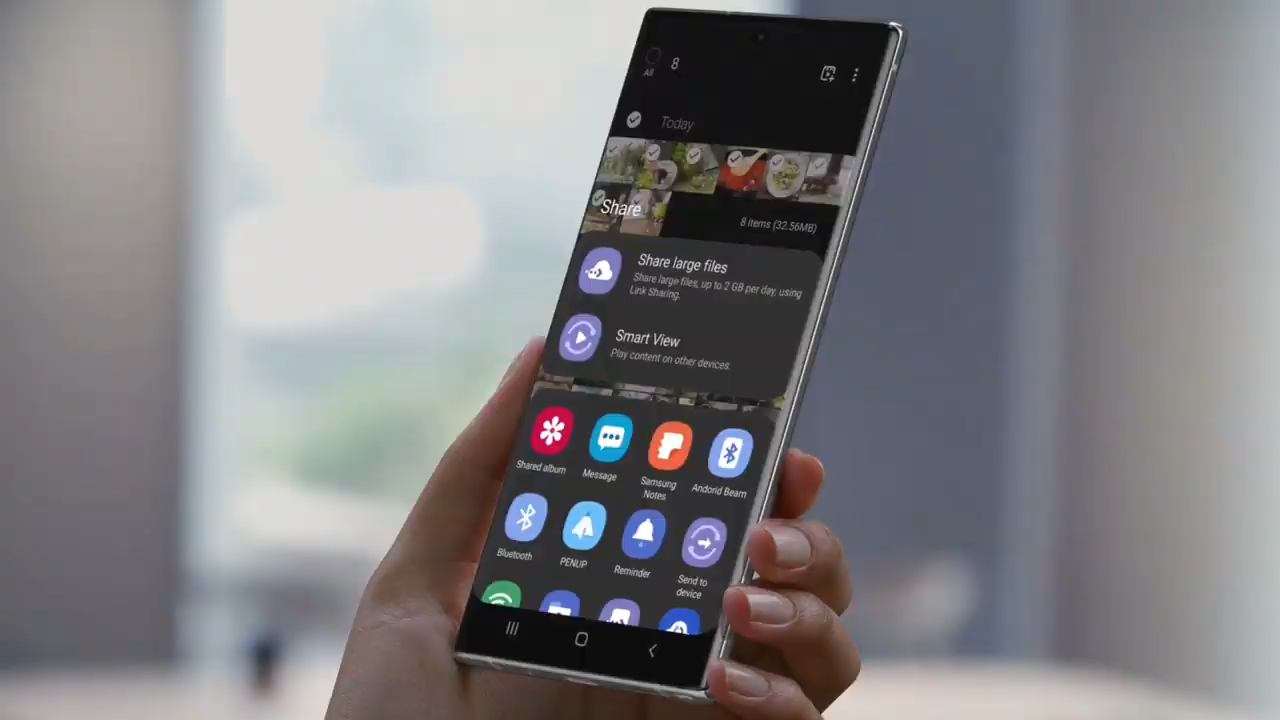 8
All
Today
Share
8 items (32.56MB)
Share large files
Share large files, up to 2 GB per day, using
Link Sharing.
Smart View
Play content on other devices.
Shared album
Message
Samsung
Notes
Andorid Beam
Bluetooth
PENUP
Reminder
Send to
device